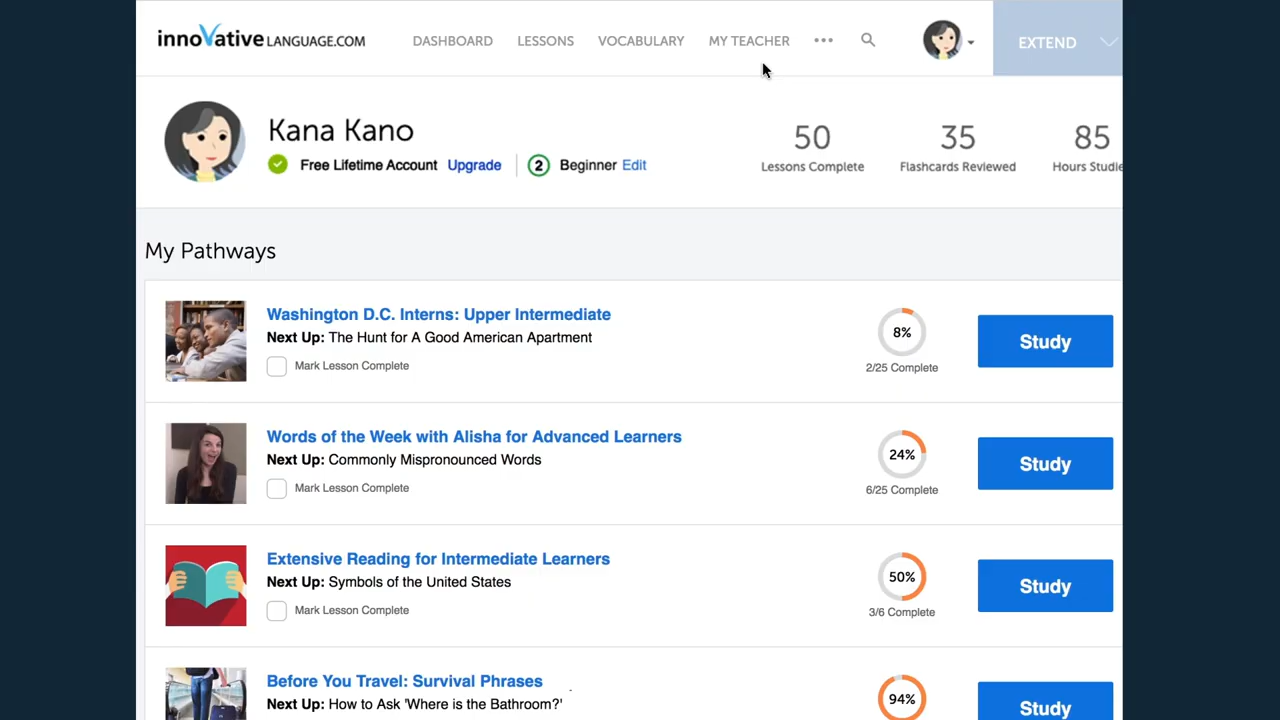 innoVative LANGUAGE.COM DASHBOARD LESSONS VOCABULARY MY TEACHER ••• EXTEND
Kana Kano
Free Lifetime Account Upgrade 2 Beginner Edit
50 35 85
Lessons Complete Flashcards Reviewed Hours
My Pathways
Washington D.C. Interns: Upper Intermediate
Next Up: The Hunt for A Good American Apartment
Mark Lesson Complete
8%
2/25 Complete
Study
Words of the Week with Alisha for Advanced Learners
Next Up: Commonly Mispronounced Words
Mark Lesson Complete
24%
6/25 Complete
Study
Extensive Reading for Intermediate Learners
Next Up: Symbols of the United States
Mark Lesson Complete
50%
3/6 Complete
Study
Before You Travel: Survival Phrases
Next Up: How to Ask 'Where is the Bathroom?'
94%
Study